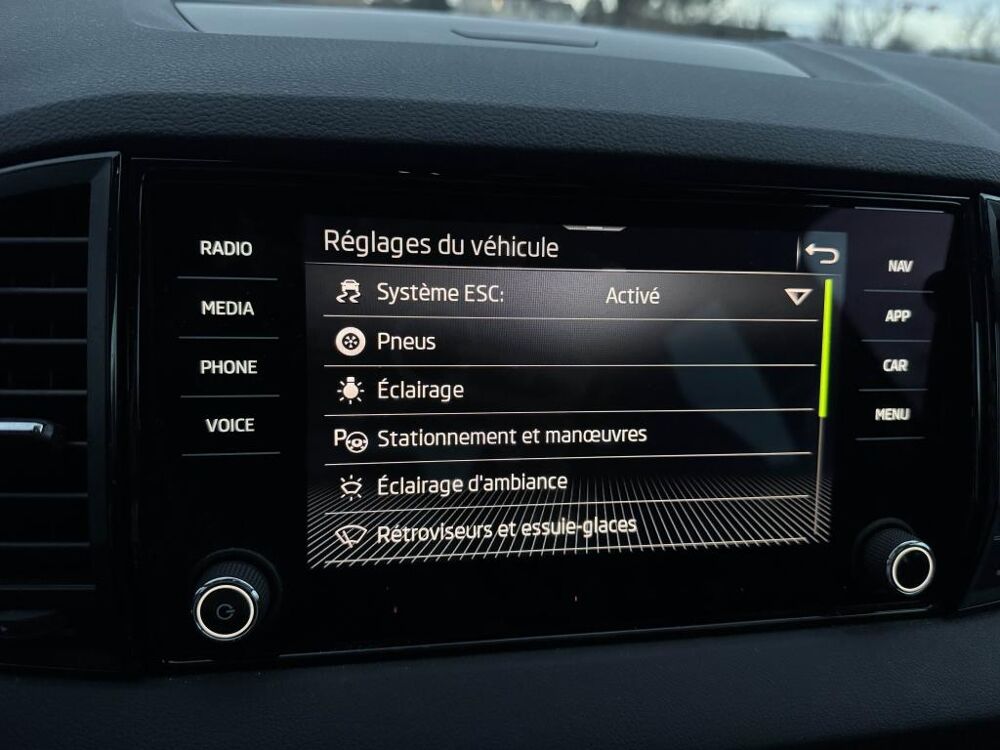 RADIO
MEDIA
PHONE
VOICE
Réglages du véhicule
Système ESC: Activé
Pneus
Éclairage
P Stationnement et manœuvres
Éclairage d'ambiance
Rétroviseurs et essuie-glaces
NAV
APP
CAR
MENU